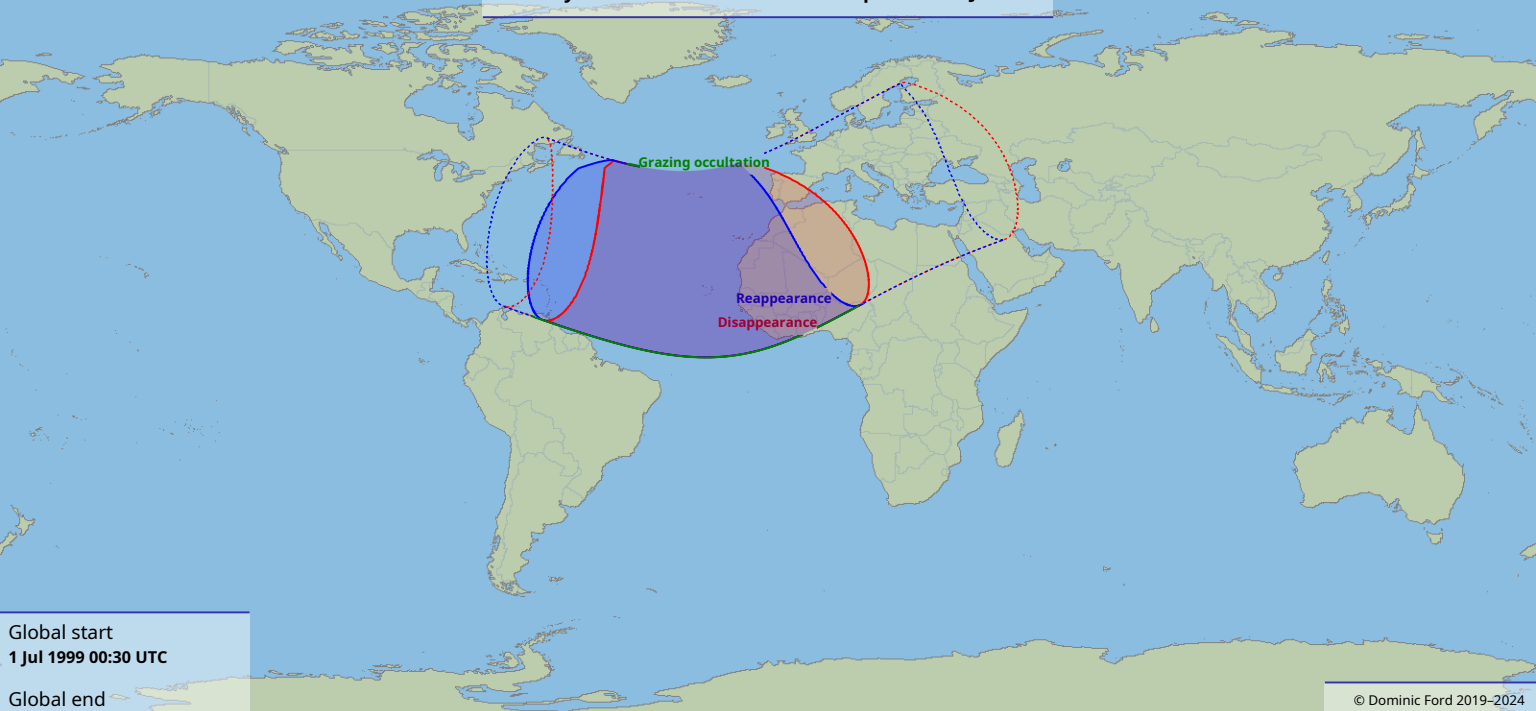 Grazing occultation
Reappearance
Disappearance
Global start
1 Jul 1999 00:30 UTC
Global end
© Dominic Ford 2019–2024